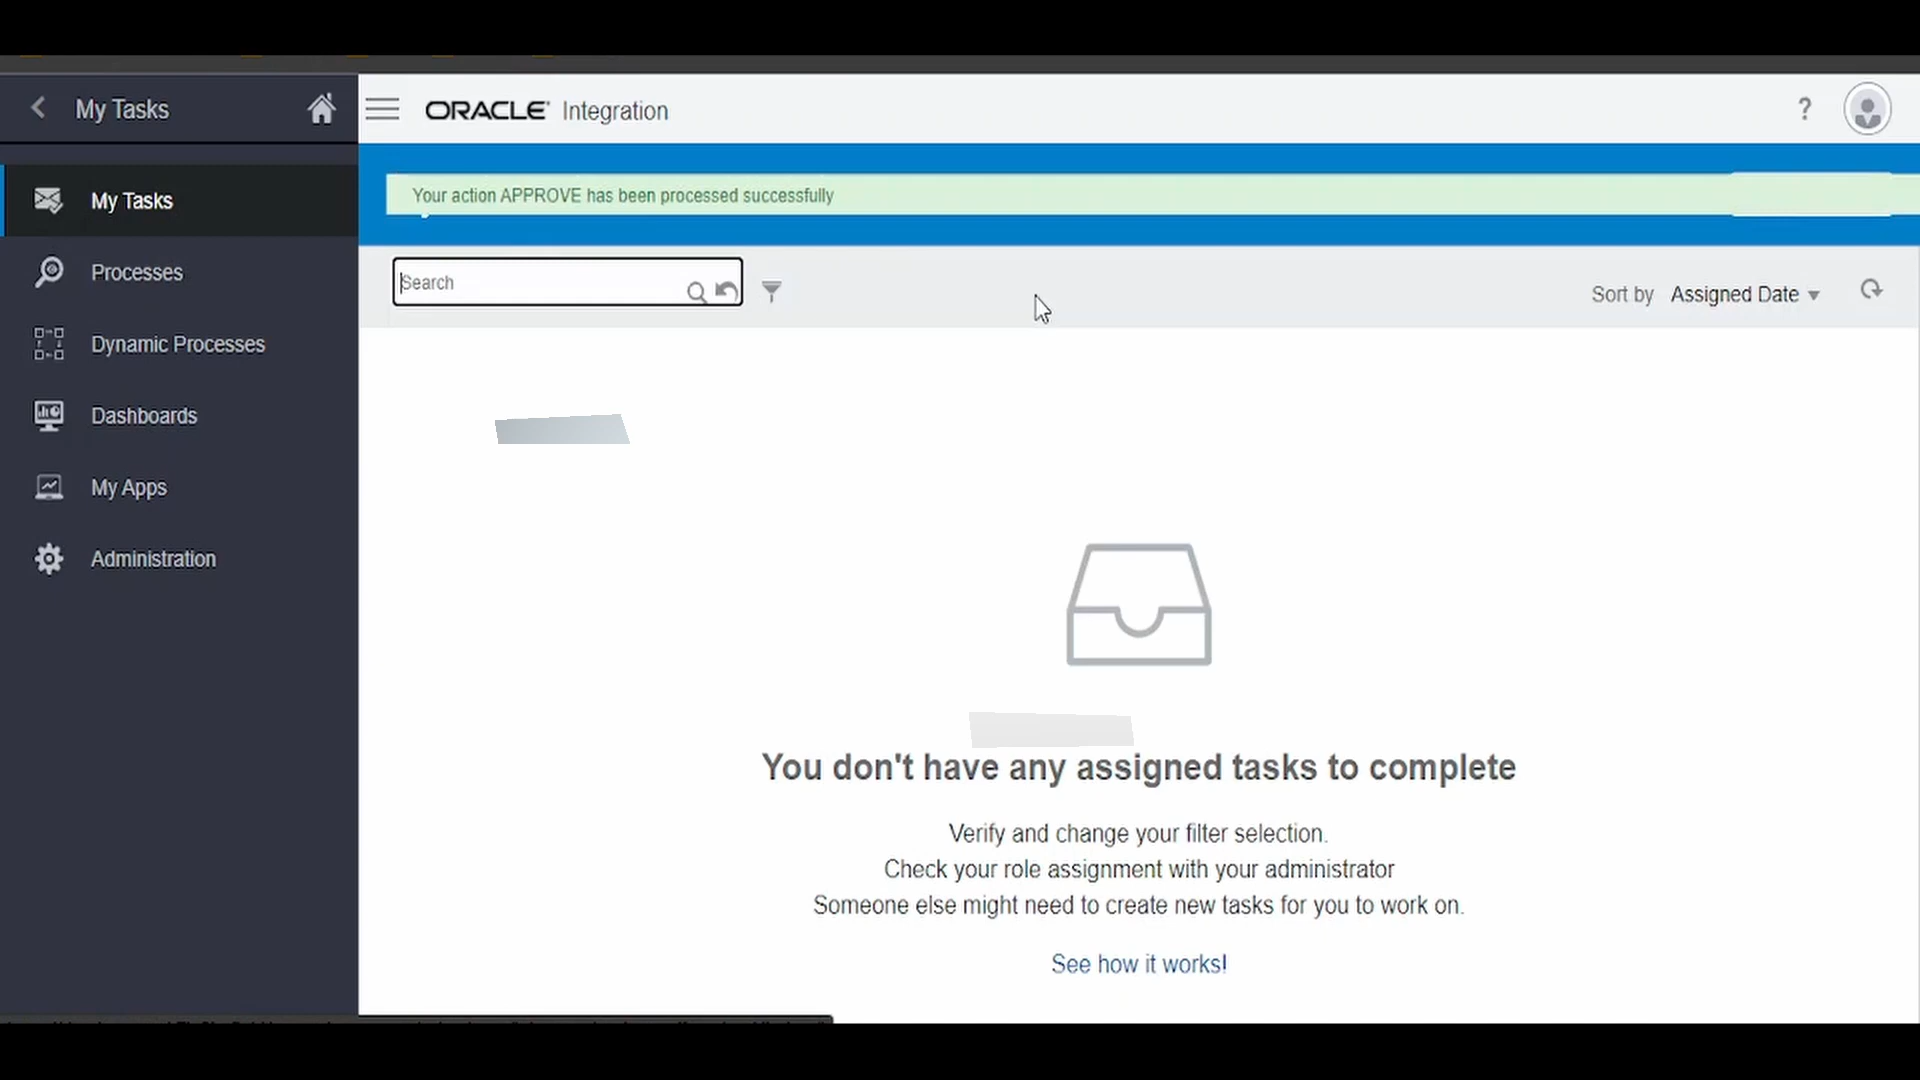 My Tasks
ORACLE Integration
?
Your action APPROVE has been processed successfully
My Tasks
Processes
Dynamic Processes
Dashboards
My Apps
Administration
Search
Sort by Assigned Date
You don't have any assigned tasks to complete
Verify and change your filter selection.
Check your role assignment with your administrator
Someone else might need to create new tasks for you to work on.
See how it works!